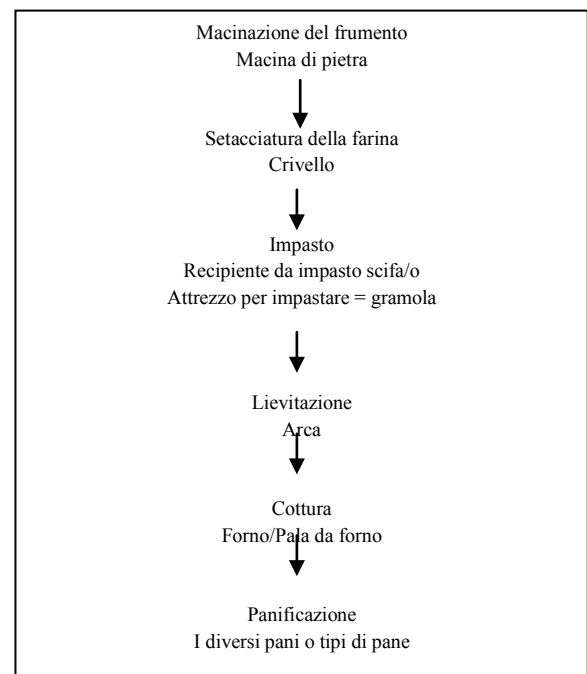 Macinazione del frumento
Macina di pietra
Setacciatura della farina
Crivello
Impasto
Recipiente da impasto scifa/o
Attrezzo per impastare = gramola
Lievitazione
Arca
Cottura
Forno/Pala da forno
Panificazione
I diversi pani o tipi di pane